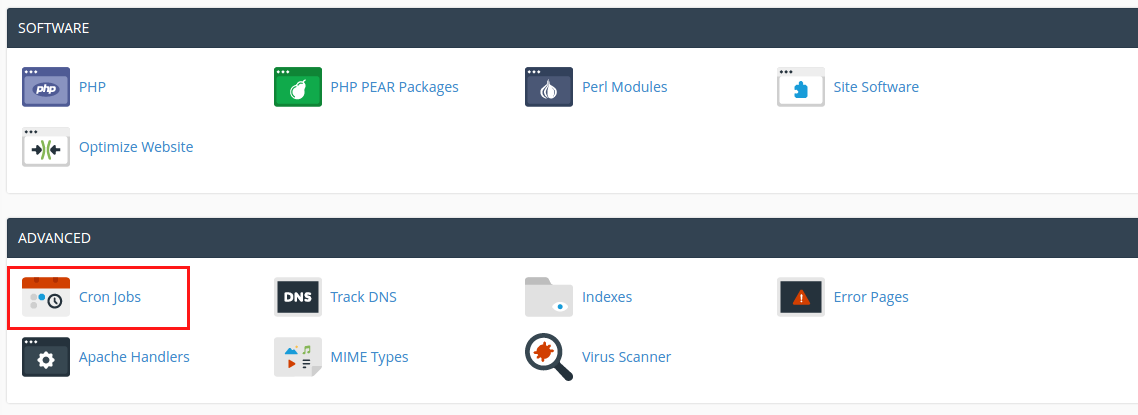 SOFTWARE
php PHP
PHP PEAR Packages
Perl Modules
Site Software
Optimize Website
ADVANCED
Cron Jobs
DNS Track DNS
Indexes
Error Pages
Apache Handlers
MIME Types
Virus Scanner